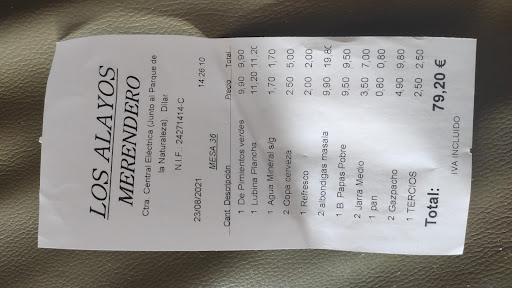 LOS ALAYOS
MERENDERO
Ctra. Central Electrica (Junto al Parque de
la Naturaleza) Dilar
N.I.F. 24271414-C
23/08/2021 MESA 36 14:26:10
Cant Descripción Precio Total
1 De Pimientos verdes 9,90 9,90
1 Lubina Plancha 11,20 11,20
1 Agua Mineral s/g 1,70 1,70
2 Copa cerveza 2,50 5,00
1 Refresco 2,00 2,00
2 albondigas masala 9,90 19,80
1 B. Papas Pobre 9,50 9,50
2 Jarra Medio 3,50 7,00
1 pan 0,80 0,80
2 Gazpacho 4,90 9,80
1 TERCIOS 2,50 2,50
Total: 79,20 €
IVA INCLUIDO